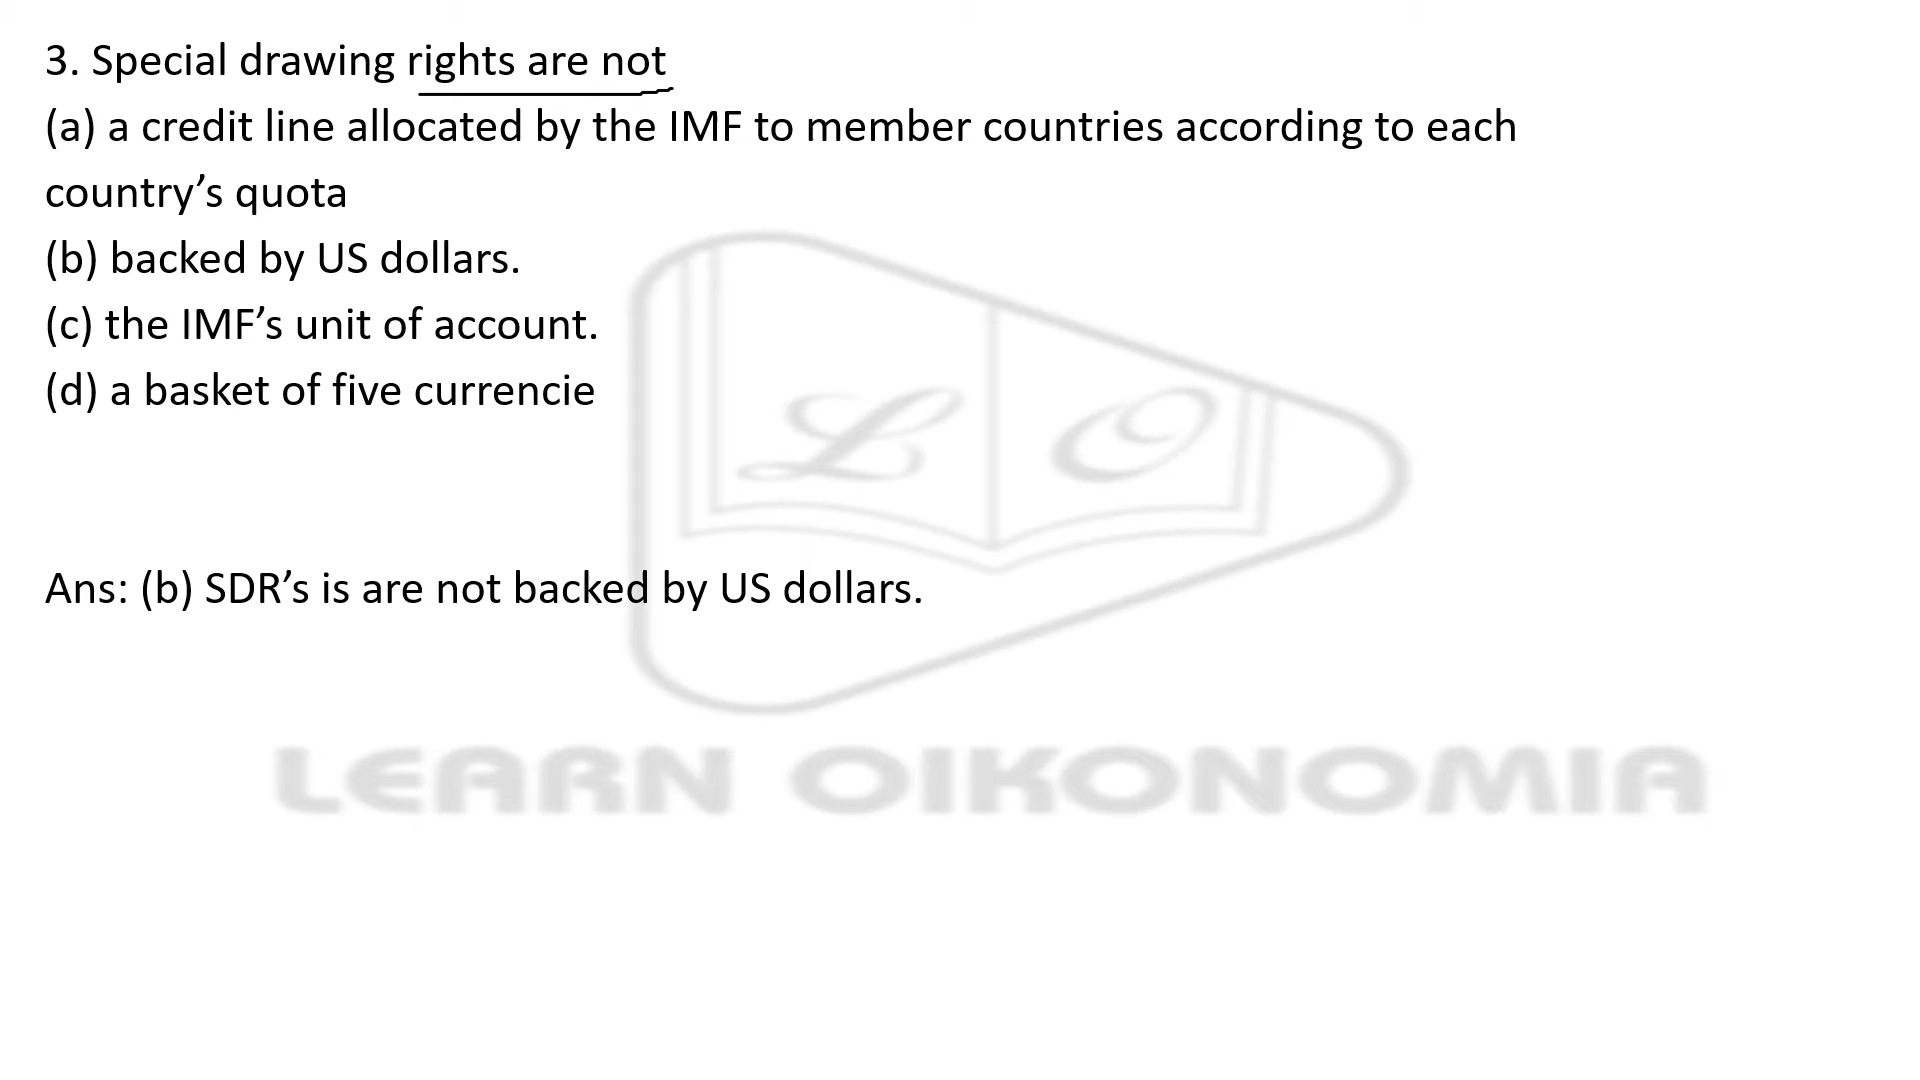 3. Special drawing rights are not
(a) a credit line allocated by the IMF to member countries according to each
country’s quota
(b) backed by US dollars.
(c) the IMF’s unit of account.
(d) a basket of five currencie
L O
Ans: (b) SDR’s is are not backed by US dollars.
LEARN OIKONOMIA